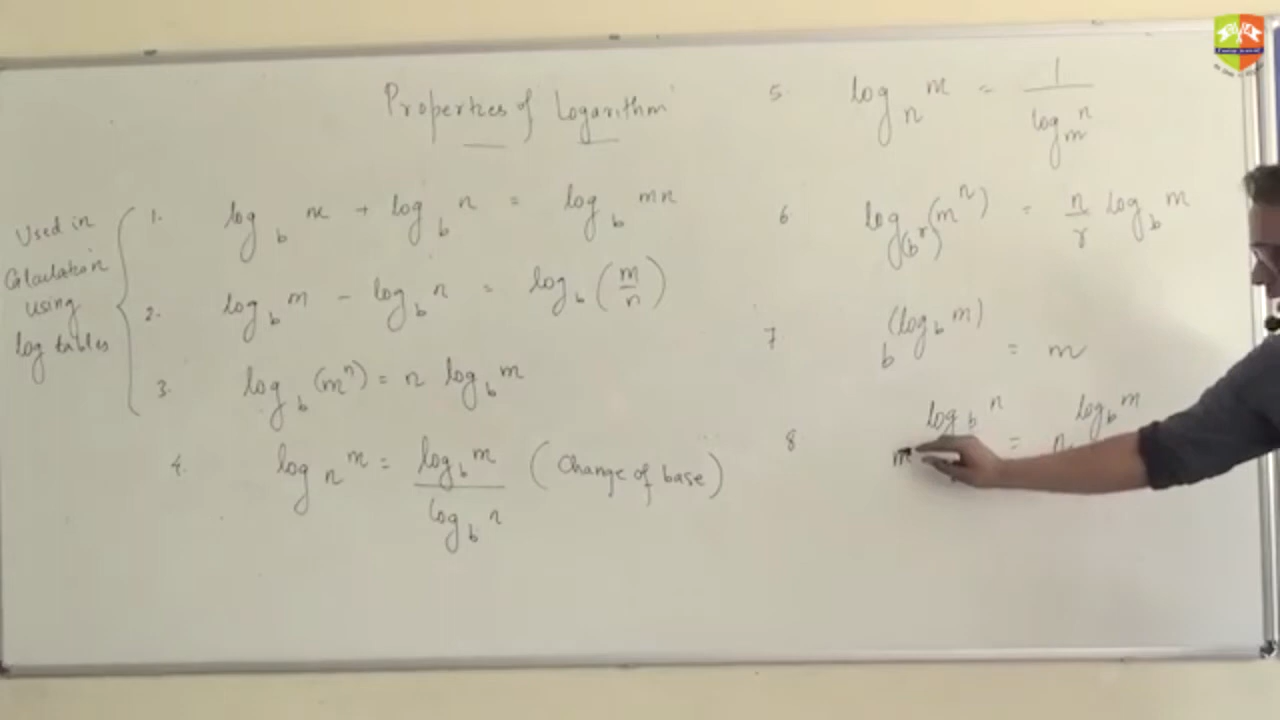 Properties of Logarithm
Used in
Calculation
using
log tables
1. log_b m + log_b n = log_b mn
2. log_b m - log_b n = log_b (m/n)
3. log_b (m^n) = n log_b m
4. log_n m = log_b m / log_b n (Change of base)
5. log_n m = 1 / log_m n
6 log_(b^r) (m^n) = n/r log_b m
7 b^(log_b m) = m
8 m^log_b n = n^log_b m